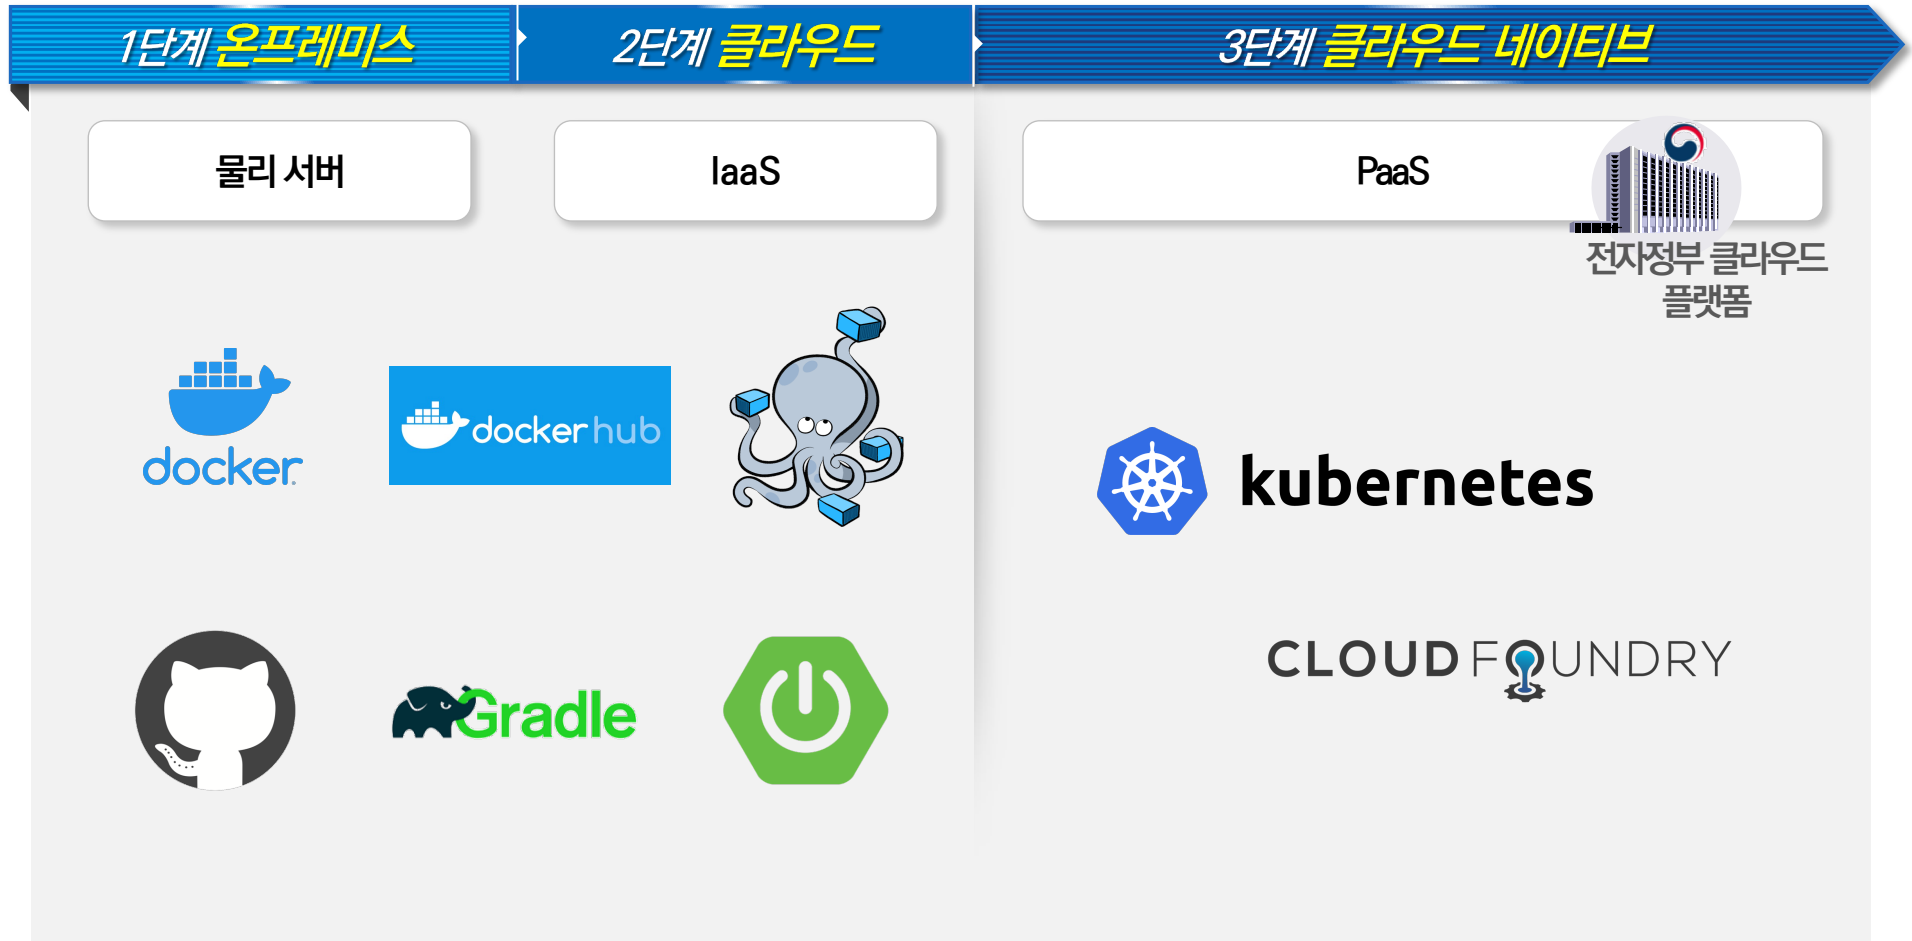 1단계 온프레미스
2단계 클라우드
3단계 클라우드 네이티브
물리 서버
IaaS
PaaS
전자정부 클라우드
플랫폼
docker
docker hub
kubernetes
CLOUD FOUNDRY
Gradle